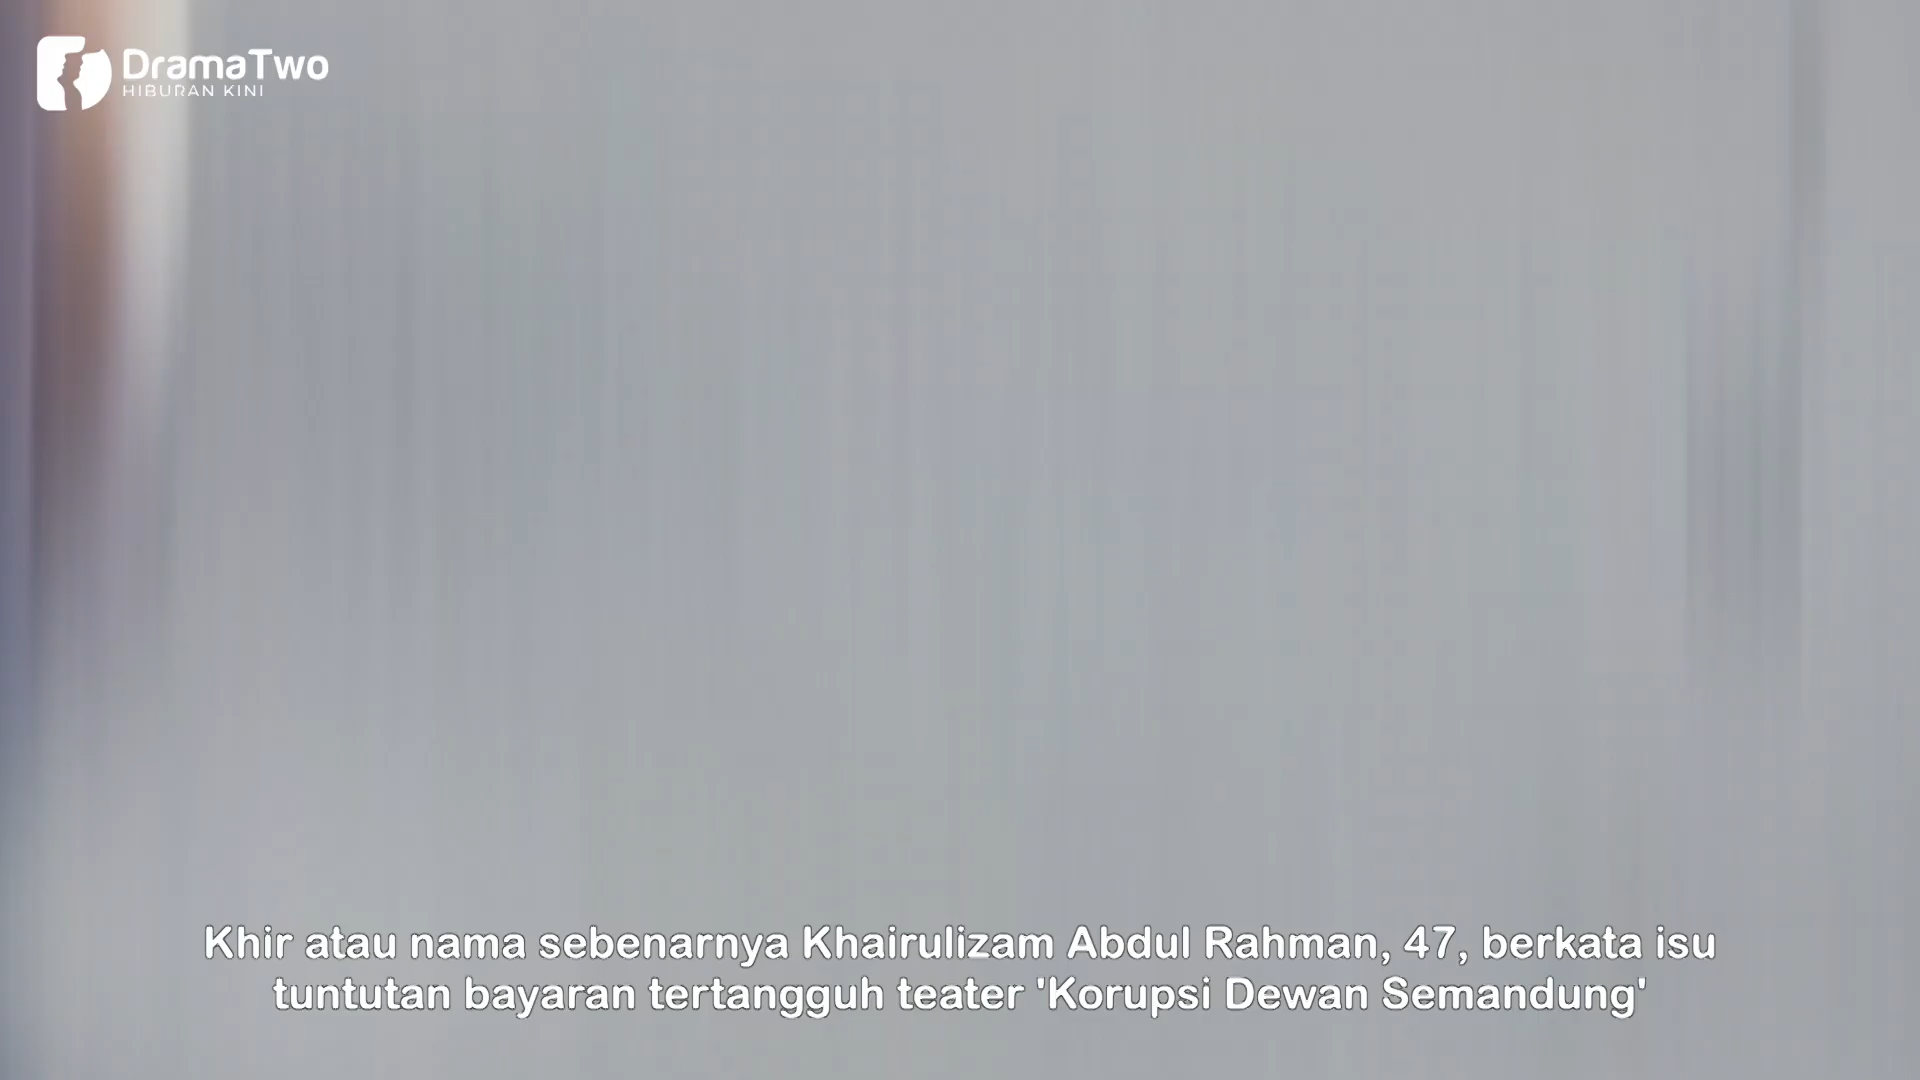 DramaTwo
HIBURAN KINI
Khir atau nama sebenarnya Khairulizam Abdul Rahman, 47, berkata isu
tuntutan bayaran tertangguh teater 'Korupsi Dewan Semandung'